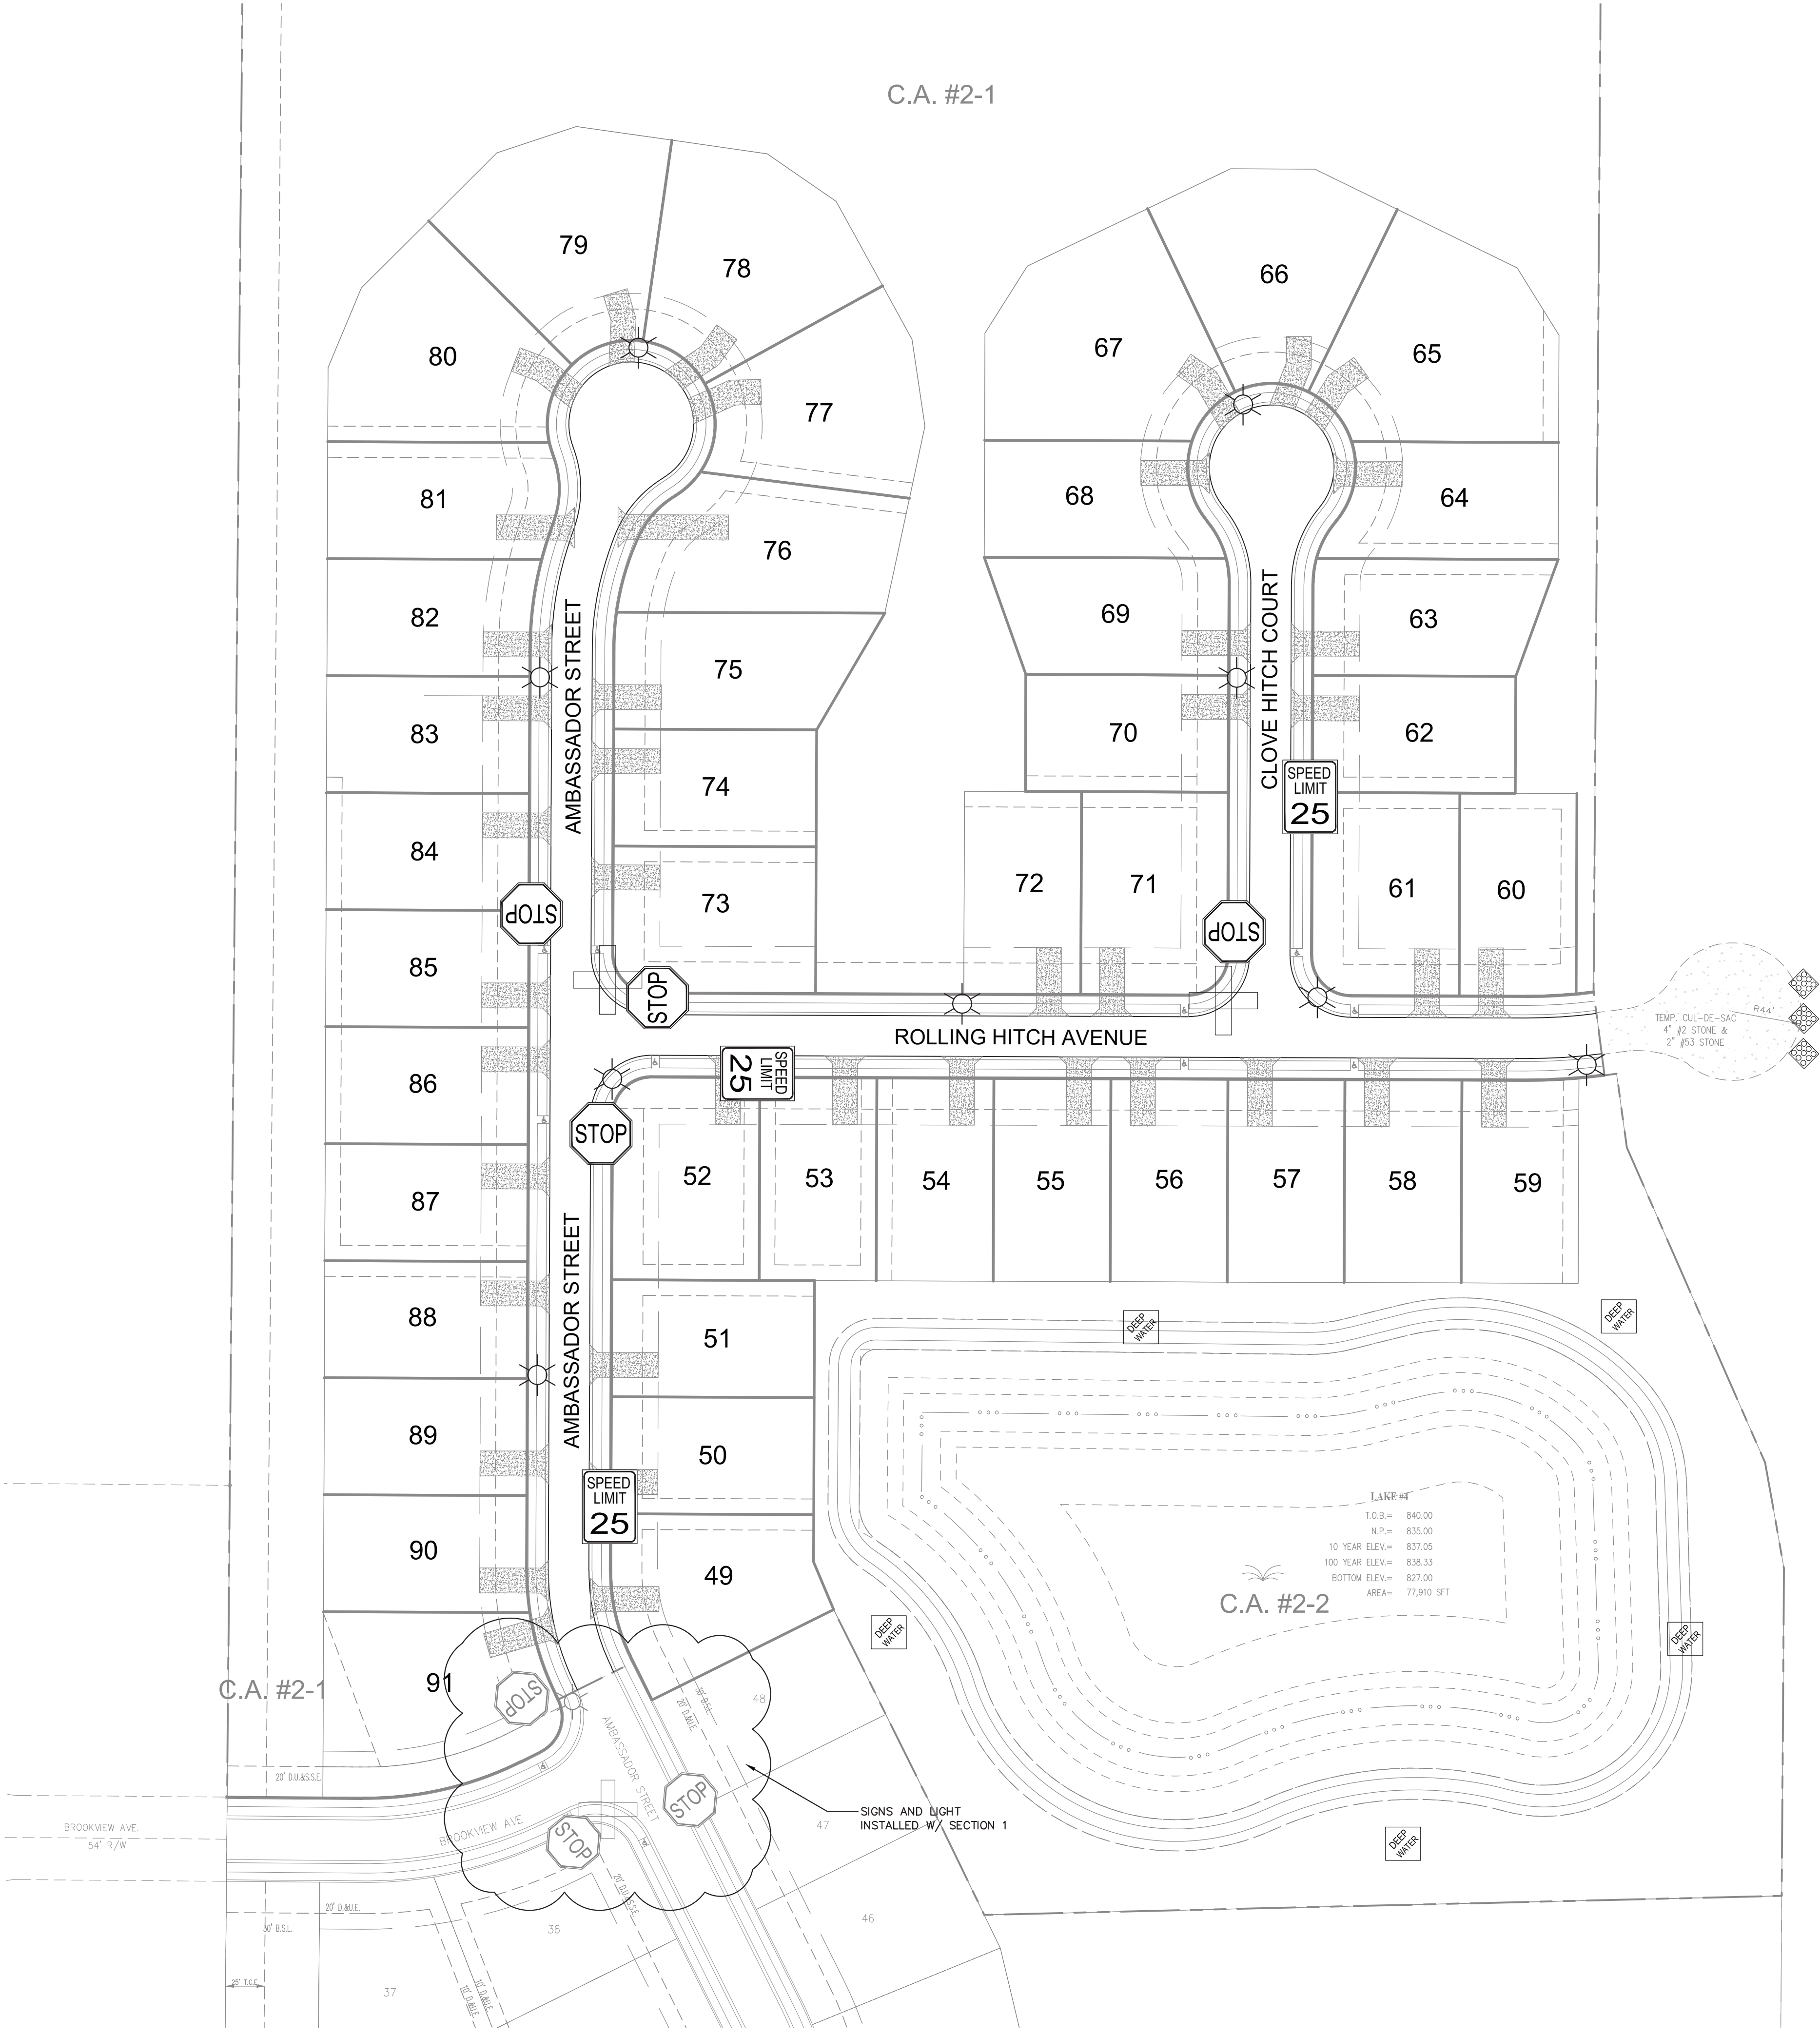 C.A. #2-1
79
78
66
80
67
65
77
81
68
64
76
82
69
63
AMBASSADOR STREET
CLOVE HITCH COURT
75
83
70
62
74
SPEED
LIMIT
25
84
72
71
61
60
73
STOP
STOP
85
STOP
TEMP. CUL-DE-SAC
4" #2 STONE &
2" #53 STONE
R44'
ROLLING HITCH AVENUE
86
SPEED
LIMIT
25
STOP
52
53
54
55
56
57
58
59
87
AMBASSADOR STREET
88
51
DEEP
WATER
DEEP
WATER
89
50
SPEED
LIMIT
25
LAKE #4
T.O.B.= 840.00
N.P.= 835.00
10 YEAR ELEV.= 837.05
100 YEAR ELEV.= 838.33
BOTTOM ELEV.= 827.00
AREA= 77,910 SFT
C.A. #2-2
90
49
DEEP
WATER
DEEP
WATER
C.A. #2-1
91
STOP
48
30' B.S.L.
20' D.&U.E.
AMBASSADOR STREET
STOP
20' D.U.&S.S.E.
SIGNS AND LIGHT
INSTALLED W/ SECTION 1
47
BROOKVIEW AVE.
54' R/W
BROOKVIEW AVE
STOP
DEEP
WATER
20' D.U.&S.S.E.
20' D.&U.E.
30' B.S.L.
36
46
25' T.C.E.
37
10' D.&U.E.
10' D.&U.E.